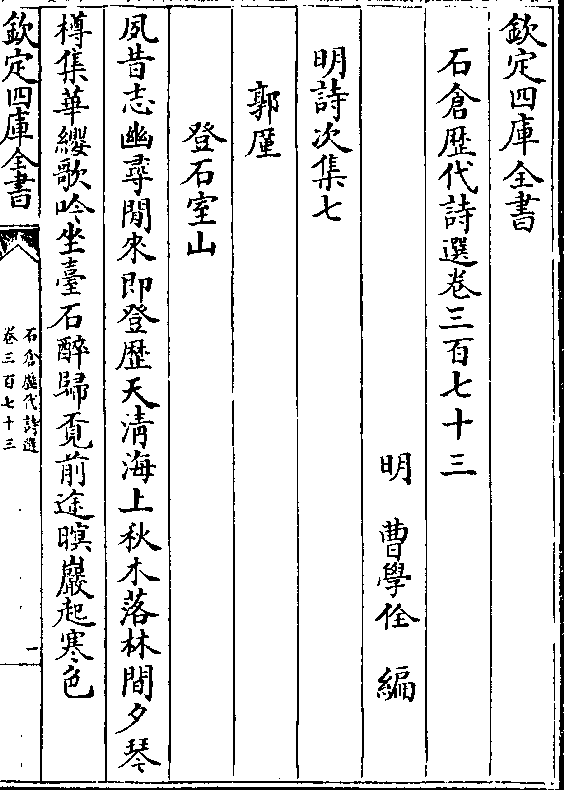 欽定四庫全書
石倉歴代詩選卷三百七十三
明　曹學佺　編
明詩次集七
郭廑
登石室山
夙昔志幽尋閒來即登歴天清海上秋木落林間夕琴
樽集華纓歌吟坐臺石醉歸覔前途暝巖起寒色
欽定四庫全書
石倉歴代詩選
卷三百七十三
一